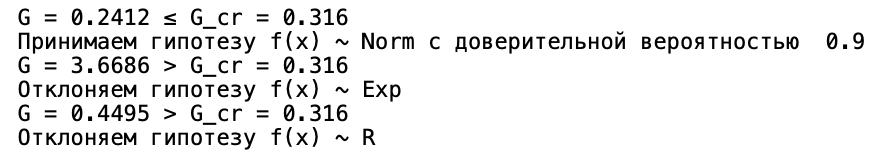 G = 0.2412 ≤ G_cr = 0.316
Принимаем гипотезу f(x) ~ Norm с доверительной вероятностью  0.9
G = 3.6686 > G_cr = 0.316
Отклоняем гипотезу f(x) ~ Exp
G = 0.4495 > G_cr = 0.316
Отклоняем гипотезу f(x) ~ R